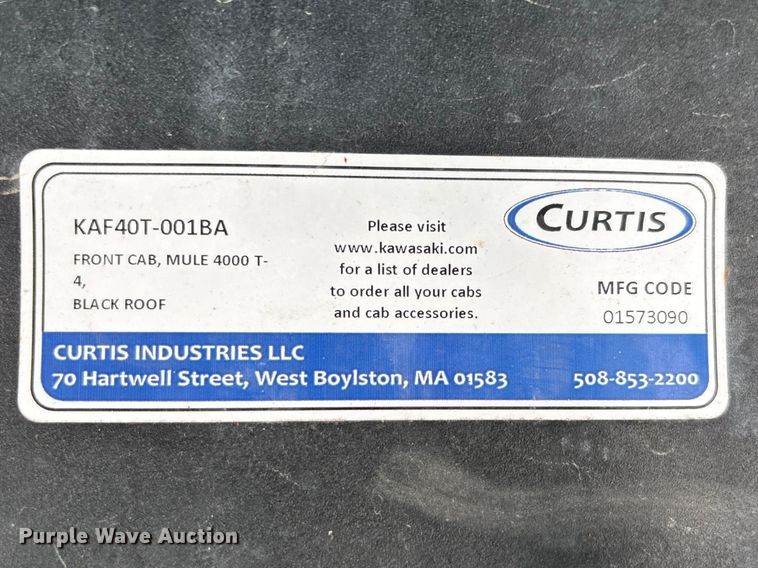 KAF40T-001BA
FRONT CAB, MULE 4000 T-
4,
BLACK ROOF
Please visit
www.kawasaki.com
for a list of dealers
to order all your cabs
and cab accessories.
CURTIS
MFG CODE
01573090
CURTIS INDUSTRIES LLC
70 Hartwell Street, West Boylston, MA 01583 508-853-2200
Purple Wave Auction